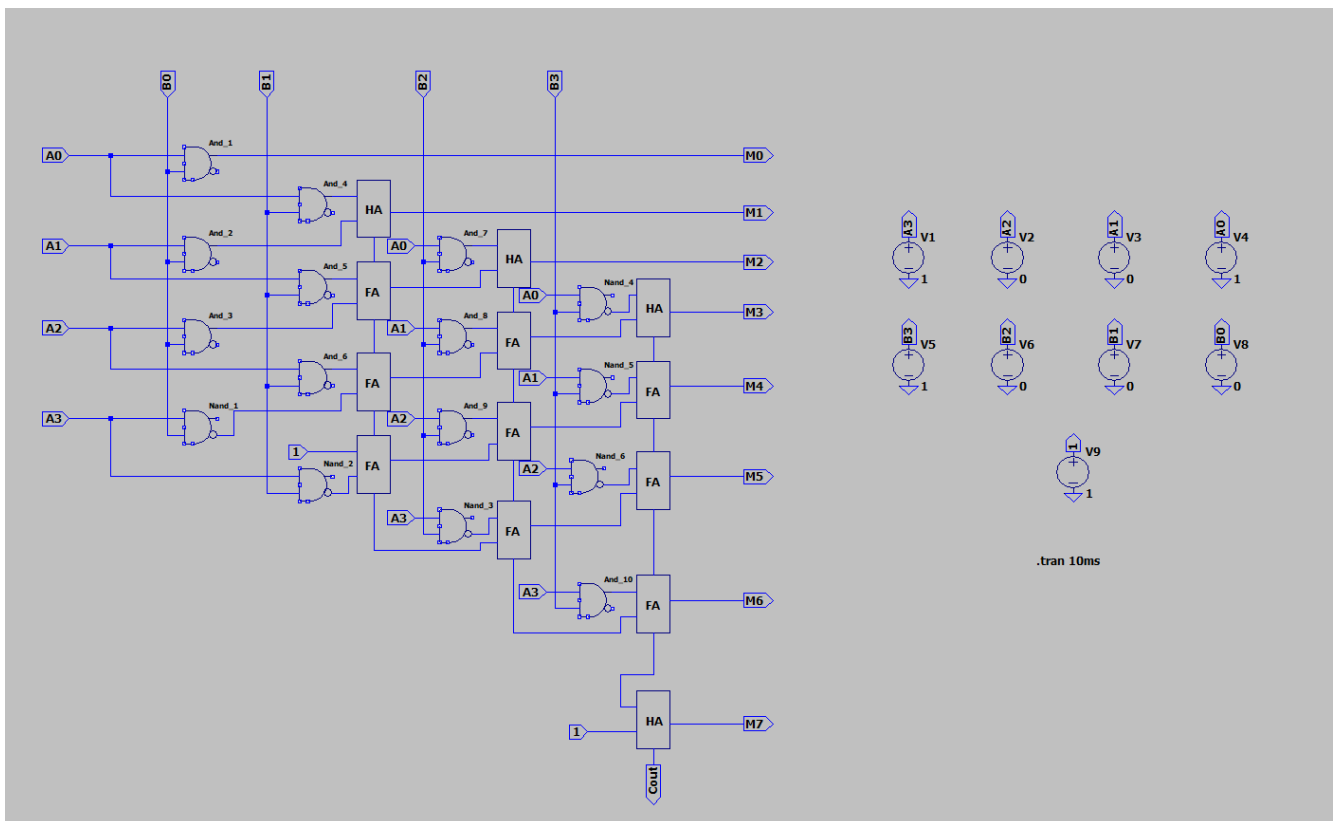 B0 B1 B2 B3
And_1
A0 M0
And_4
HA M1
And_2 And_7
A1 A0 HA M2
And_5
FA Nand_4
A0 HA M3
And_3 And_8
A2 A1 FA
And_6 Nand_5
FA A1 FA M4
Nand_1 And_9
A3 A2 FA
1 FA Nand_6
Nand_2 A2 FA M5
Nand_3
A3 FA
And_10
A3 FA M6
HA M7
1
Cout
A3 V1 A2 V2 A1 V3 A0 V4
1 0 0 1
B3 V5 B2 V6 B1 V7 B0 V8
1 0 0 0
1 V9
1
.tran 10ms